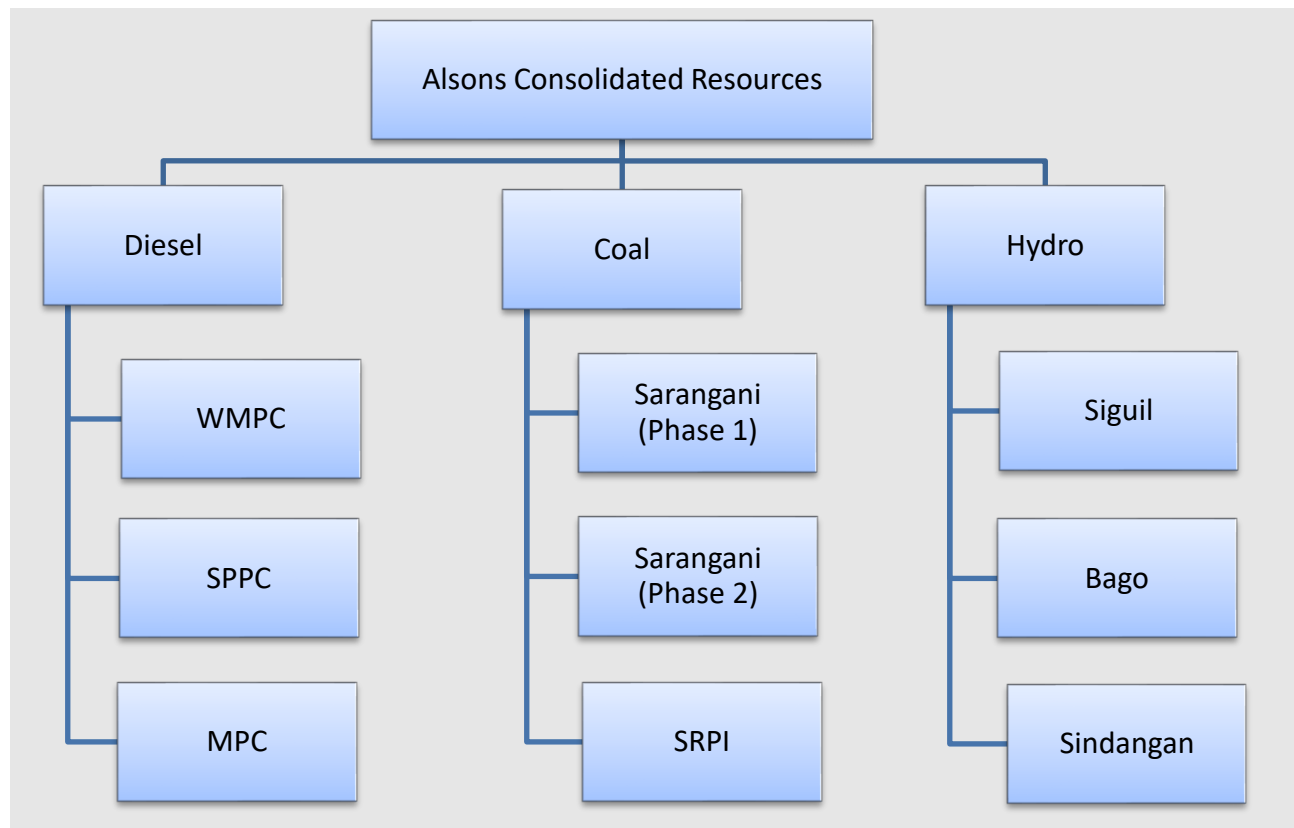 Alsons Consolidated Resources
Diesel
Coal
Hydro
WMPC
SPPC
MPC
Sarangani
(Phase 1)
Sarangani
(Phase 2)
SRPI
Siguil
Bago
Sindangan